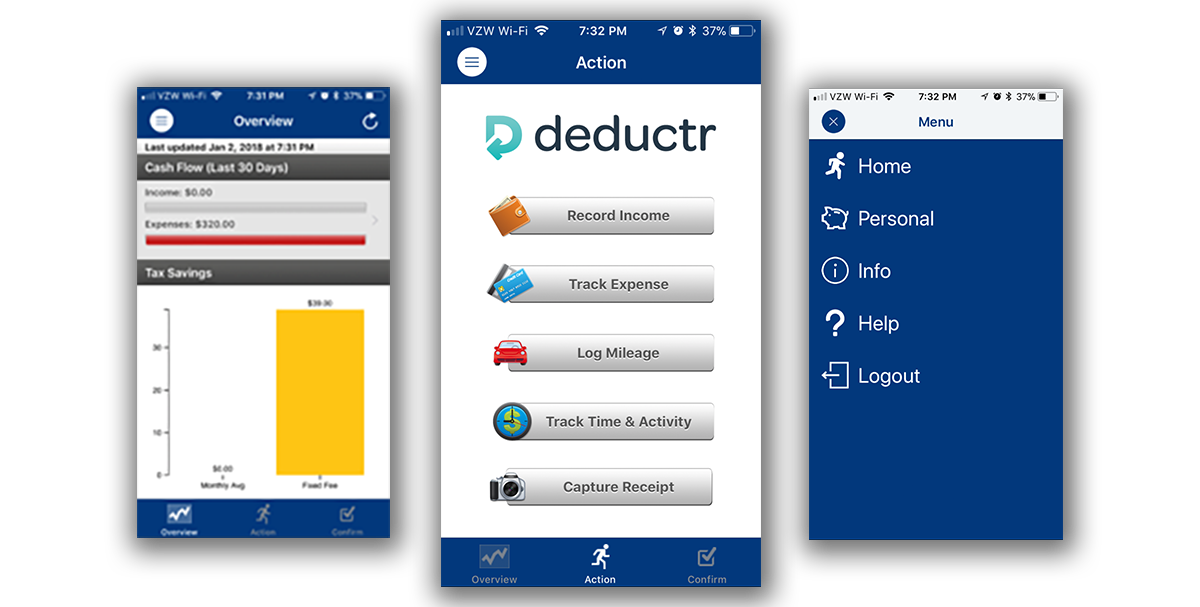 VZW Wi-Fi 7:31 PM 37%
Overview
Last updated Jan 2, 2018 at 7:31 PM
Cash Flow (Last 30 Days)
Income: $0.00
Expenses: $320.00
Tax Savings
30
20
10
0
$0.00
Monthly Avg
Fixed Fee
Overview Action Confirm
VZW Wi-Fi 7:32 PM 37%
Action
deductr
Record Income
Track Expense
Log Mileage
Track Time & Activity
Capture Receipt
Overview Action Confirm
VZW Wi-Fi 7:32 PM 37%
Menu
Home
Personal
Info
Help
Logout